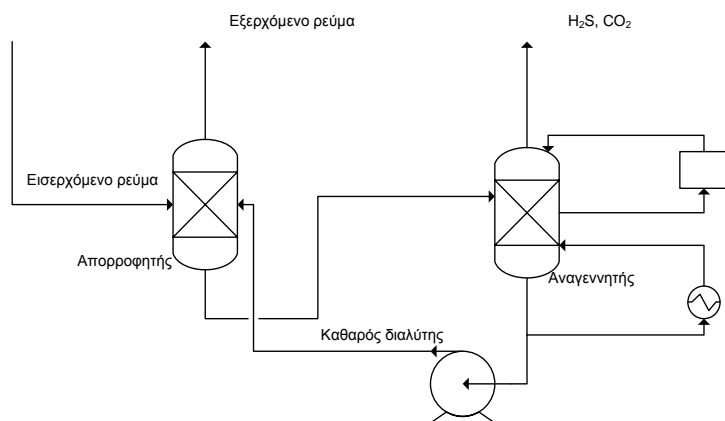 Εξερχόμενο ρεύμα
H₂S, CO₂
Εισερχόμενο ρεύμα
Απορροφητής
Αναγεννητής
Καθαρός διαλύτης